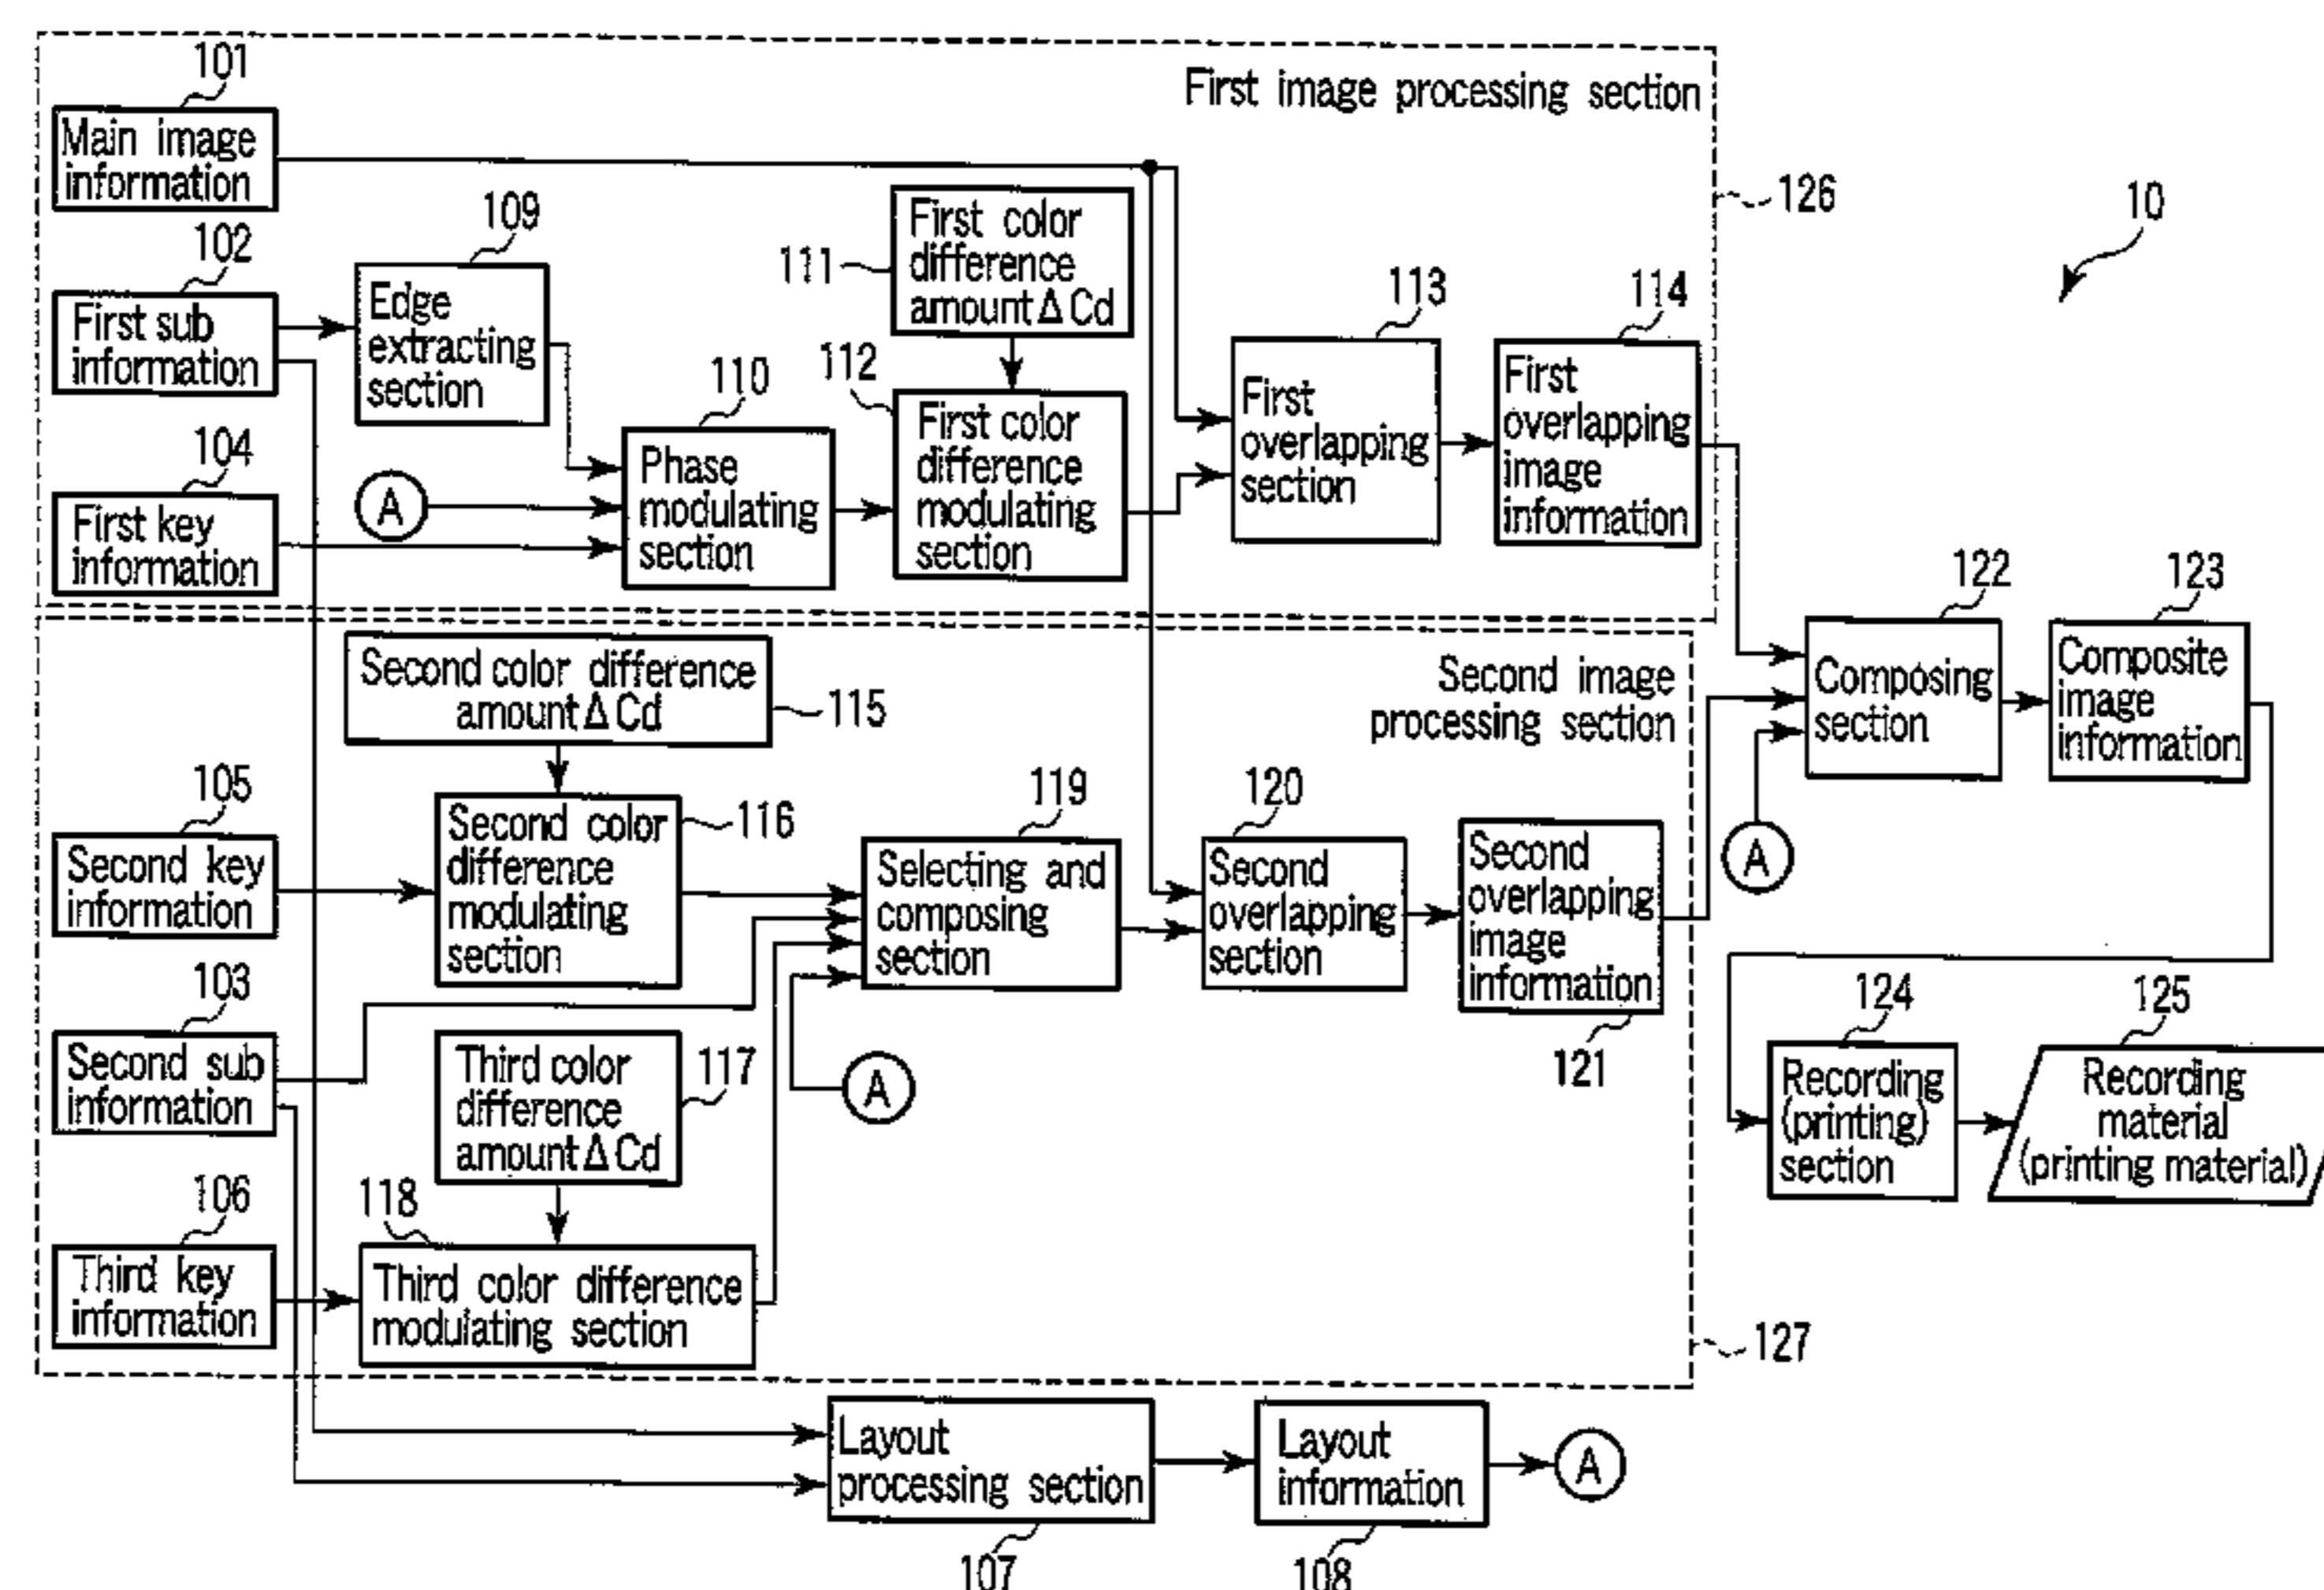 First image processing section
126
10
101
Main image
information
102
First sub
information
104
First key
information
109
Edge
extracting
section
A
110
Phase
modulating
section
111
First color
difference
amount Δ Cd
112
First color
difference
modulating
section
113
First
overlapping
section
114
First
overlapping
image
information
Second image
processing section
127
Second color difference
amount Δ Cd
115
105
Second key
information
116
Second color
difference
modulating
section
103
Second sub
information
117
Third color
difference
amount Δ Cd
106
Third key
information
118
Third color difference
modulating section
119
Selecting and
composing
section
A
120
Second
overlapping
section
Second
overlapping
image
information
121
122
Composing
section
A
123
Composite
image
information
124
Recording
(printing)
section
125
Recording
material
(printing material)
Layout
processing section
107
Layout
information
108
A